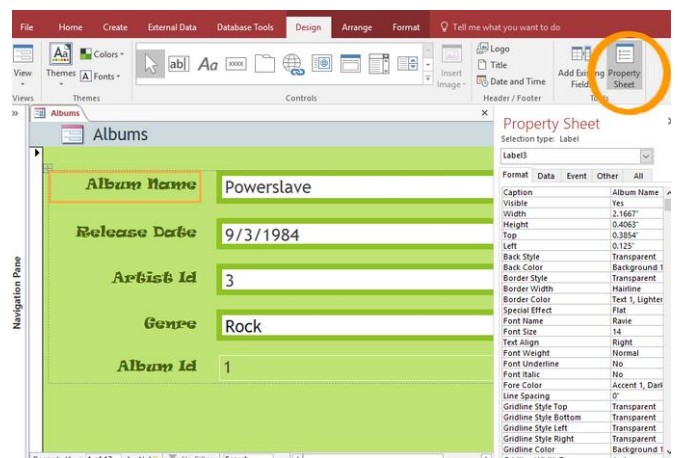 File Home Create External Data Database Tools Design Arrange Format Tell me what you want to do
View
Views
Themes
Colors
Fonts
Themes
Controls
Insert Image
Logo
Title
Date and Time
Header / Footer
Add Existing Fields
Property Sheet
Tools
Albums
Albums
Album Name Powerslave
Release Date 9/3/1984
Artist Id 3
Genre Rock
Album Id 1
Navigation Pane
Property Sheet
Selection type: Label
Label3
Format Data Event Other All
Caption Album Name
Visible Yes
Width 2.1667"
Height 0.4063"
Top 0.3854"
Left 0.125"
Back Style Transparent
Back Color Background 1
Border Style Transparent
Border Width Hairline
Border Color Text 1, Lighter
Special Effect Flat
Font Name Ravie
Font Size 14
Text Align Right
Font Weight Normal
Font Underline No
Font Italic No
Fore Color Accent 1, Dark
Line Spacing 0"
Gridline Style Top Transparent
Gridline Style Bottom Transparent
Gridline Style Left Transparent
Gridline Style Right Transparent
Gridline Color Background 1